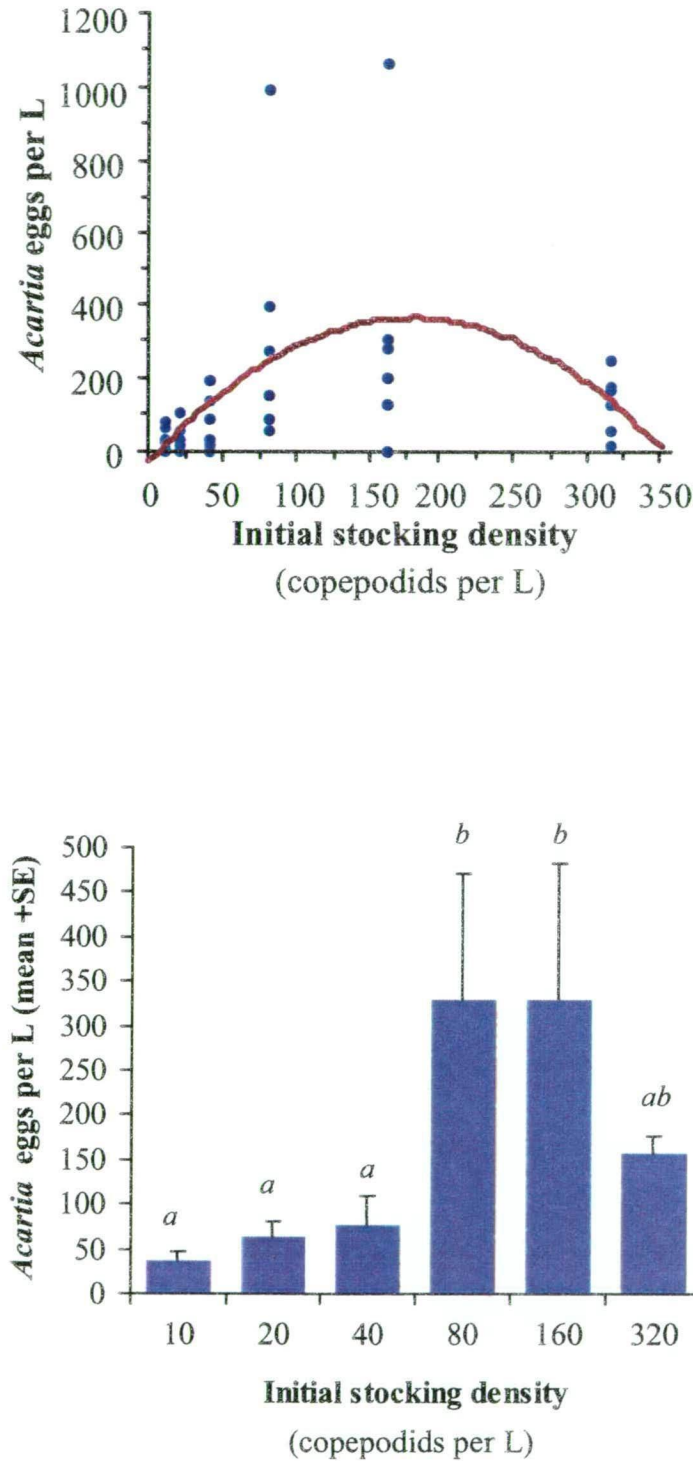 1200
1000
800
600
400
200
0
Acartia eggs per L
0 50 100 150 200 250 300 350
Initial stocking density
(copepodids per L)
500
450
400
350
300
250
200
150
100
50
0
Acartia eggs per L (mean +SE)
a a a b b ab
10 20 40 80 160 320
Initial stocking density
(copepodids per L)